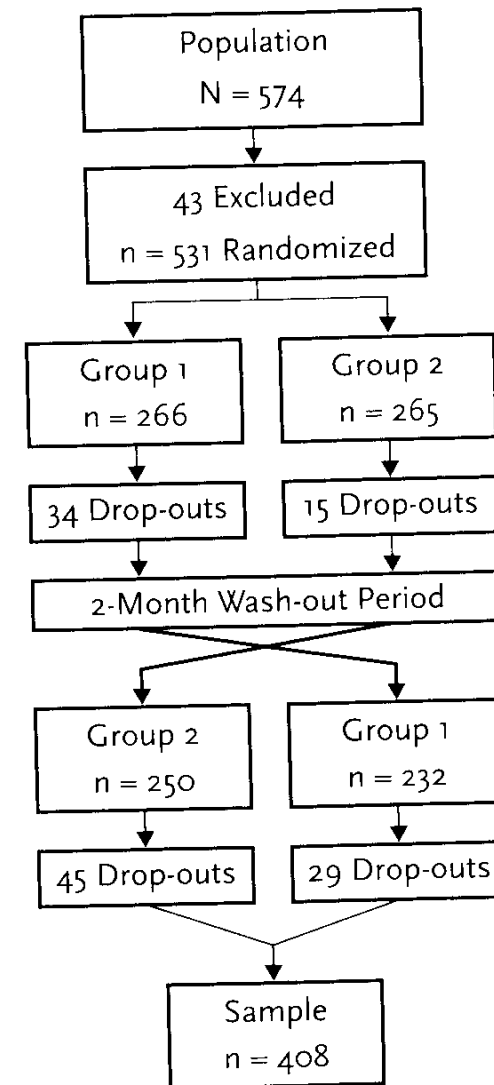 Population
N = 574
43 Excluded
n = 531 Randomized
Group 1
n = 266
Group 2
n = 265
34 Drop-outs
15 Drop-outs
2-Month Wash-out Period
Group 2
n = 250
Group 1
n = 232
45 Drop-outs
29 Drop-outs
Sample
n = 408